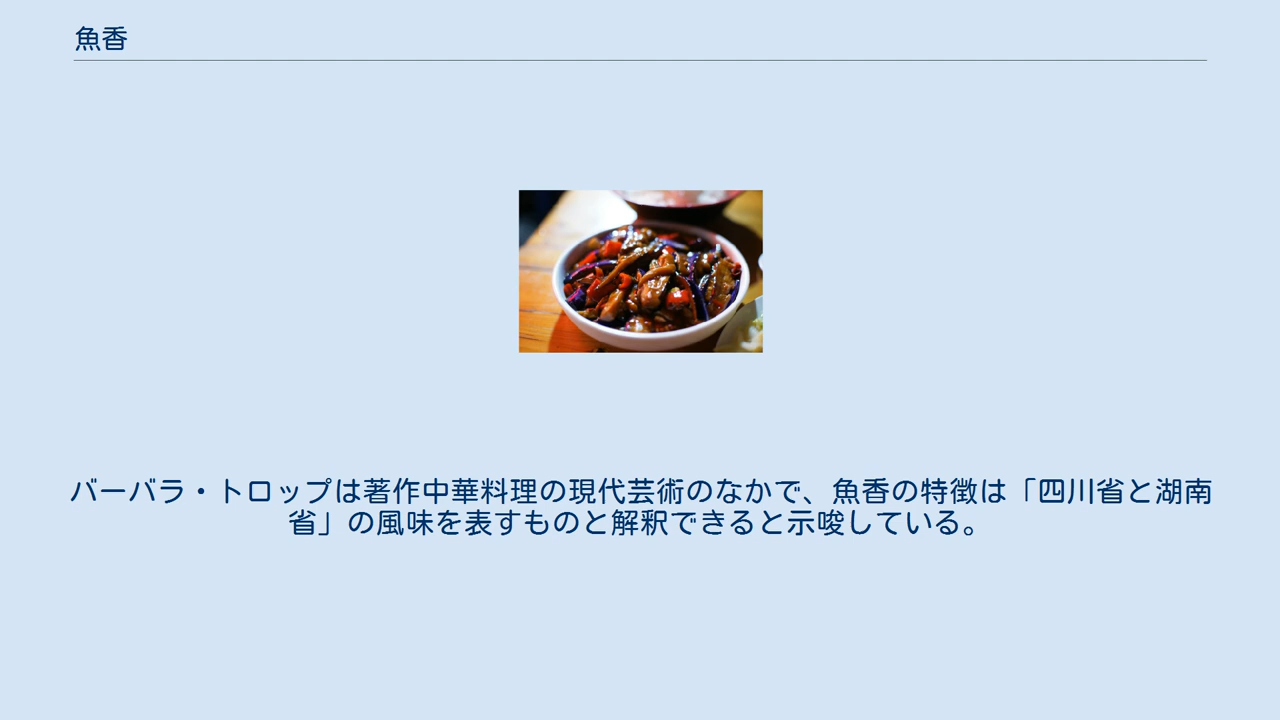 魚香
バーバラ・トロップは著作中華料理の現代芸術のなかで、魚香の特徴は「四川省と湖南
省」の風味を表すものと解釈できると示唆している。